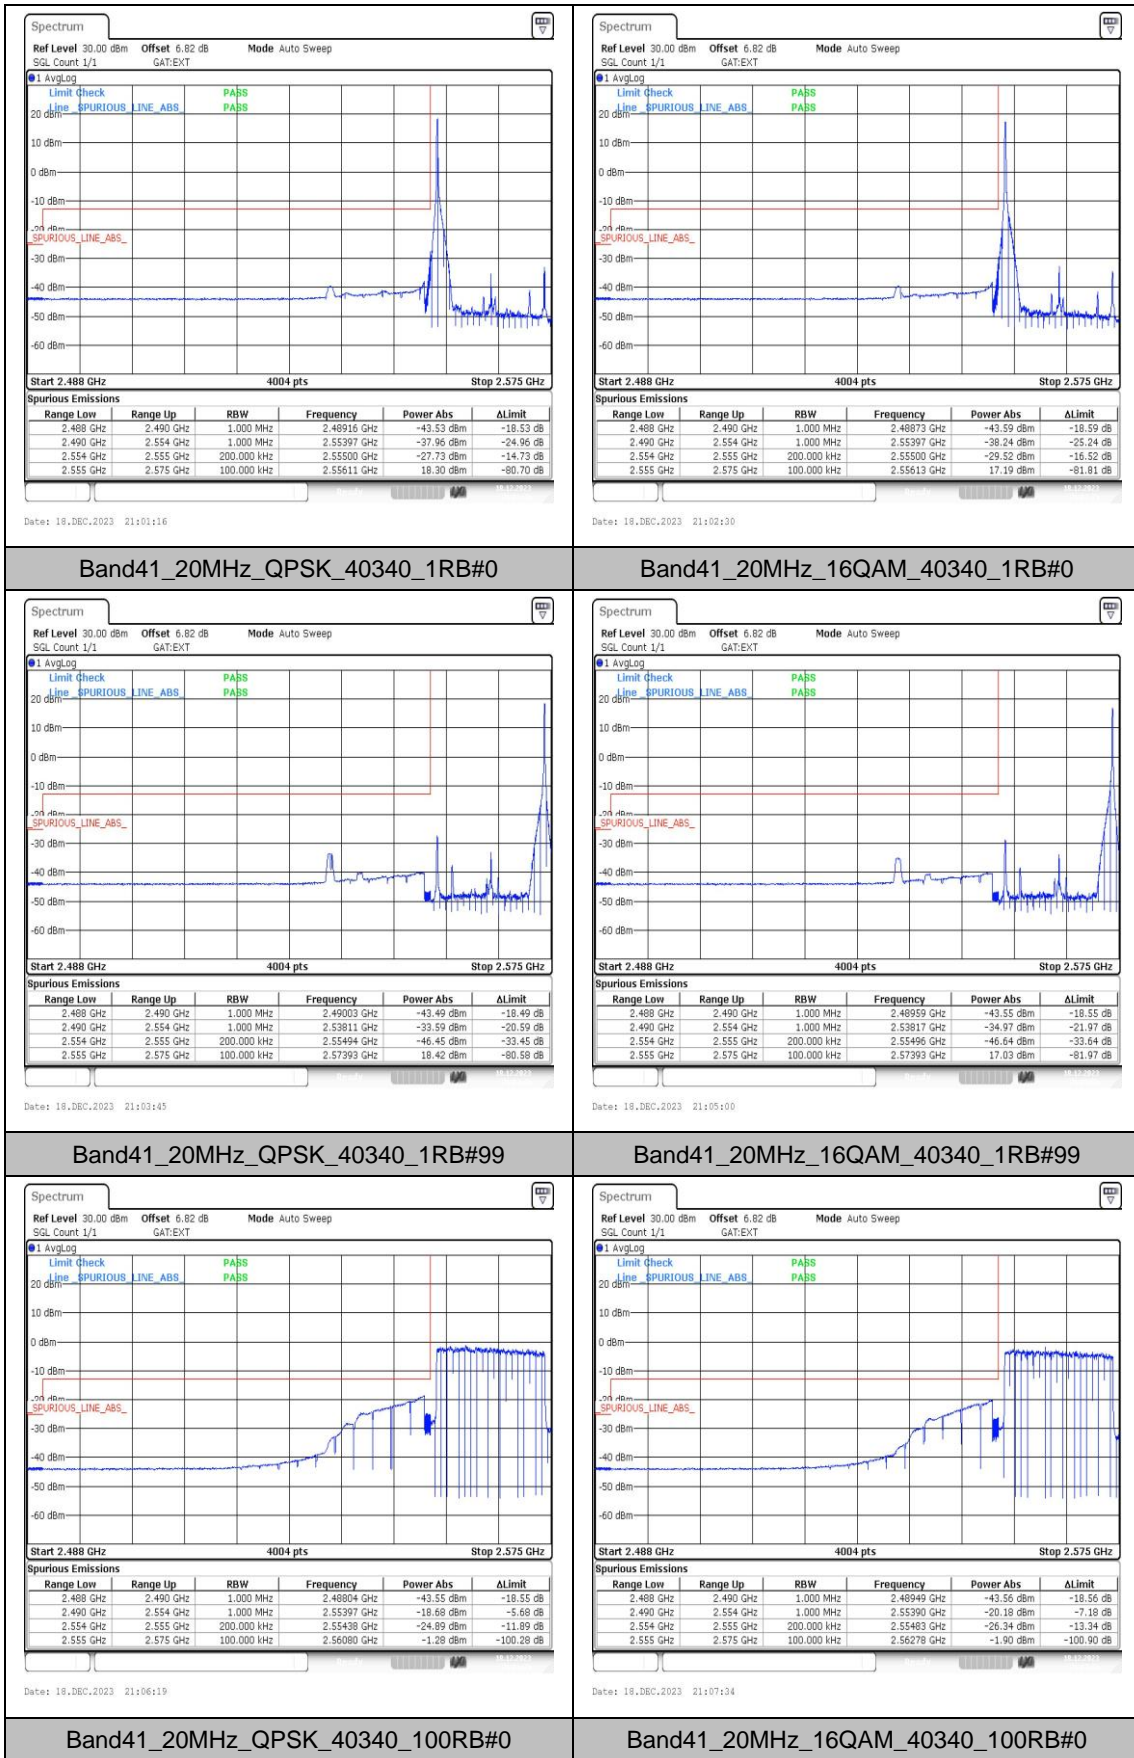 Spectrum
Ref Level 30.00 dBm Offset 6.82 dB Mode Auto Sweep
SGL Count 1/1 GAT:EXT
1 AvgLog
Limit Check PASS
Line _SPURIOUS_LINE_ABS_ PASS
20 dBm
10 dBm
0 dBm
-10 dBm
-20 dBm
_SPURIOUS_LINE_ABS_
-30 dBm
-40 dBm
-50 dBm
-60 dBm
Start 2.488 GHz 4004 pts Stop 2.575 GHz
Spurious Emissions
Range Low Range Up RBW Frequency Power Abs ΔLimit
2.488 GHz 2.490 GHz 1.000 MHz 2.48916 GHz -43.53 dBm -18.53 dB
2.490 GHz 2.554 GHz 1.000 MHz 2.55397 GHz -37.96 dBm -24.96 dB
2.554 GHz 2.555 GHz 200.000 kHz 2.55500 GHz -27.73 dBm -14.73 dB
2.555 GHz 2.575 GHz 100.000 kHz 2.55611 GHz 18.30 dBm -80.70 dB
Date: 18.DEC.2023 21:01:16
Band41_20MHz_QPSK_40340_1RB#0
Spectrum
Ref Level 30.00 dBm Offset 6.82 dB Mode Auto Sweep
SGL Count 1/1 GAT:EXT
1 AvgLog
Limit Check PASS
Line _SPURIOUS_LINE_ABS_ PASS
20 dBm
10 dBm
0 dBm
-10 dBm
-20 dBm
_SPURIOUS_LINE_ABS_
-30 dBm
-40 dBm
-50 dBm
-60 dBm
Start 2.488 GHz 4004 pts Stop 2.575 GHz
Spurious Emissions
Range Low Range Up RBW Frequency Power Abs ΔLimit
2.488 GHz 2.490 GHz 1.000 MHz 2.48873 GHz -43.59 dBm -18.59 dB
2.490 GHz 2.554 GHz 1.000 MHz 2.55397 GHz -38.24 dBm -25.24 dB
2.554 GHz 2.555 GHz 200.000 kHz 2.55500 GHz -29.52 dBm -16.52 dB
2.555 GHz 2.575 GHz 100.000 kHz 2.55613 GHz 17.19 dBm -81.81 dB
Date: 18.DEC.2023 21:02:30
Band41_20MHz_16QAM_40340_1RB#0
Spectrum
Ref Level 30.00 dBm Offset 6.82 dB Mode Auto Sweep
SGL Count 1/1 GAT:EXT
1 AvgLog
Limit Check PASS
Line _SPURIOUS_LINE_ABS_ PASS
20 dBm
10 dBm
0 dBm
-10 dBm
-20 dBm
_SPURIOUS_LINE_ABS_
-30 dBm
-40 dBm
-50 dBm
-60 dBm
Start 2.488 GHz 4004 pts Stop 2.575 GHz
Spurious Emissions
Range Low Range Up RBW Frequency Power Abs ΔLimit
2.488 GHz 2.490 GHz 1.000 MHz 2.49003 GHz -43.49 dBm -18.49 dB
2.490 GHz 2.554 GHz 1.000 MHz 2.53811 GHz -33.59 dBm -20.59 dB
2.554 GHz 2.555 GHz 200.000 kHz 2.55494 GHz -46.45 dBm -33.45 dB
2.555 GHz 2.575 GHz 100.000 kHz 2.57393 GHz 18.42 dBm -80.58 dB
Date: 18.DEC.2023 21:03:45
Band41_20MHz_QPSK_40340_1RB#99
Spectrum
Ref Level 30.00 dBm Offset 6.82 dB Mode Auto Sweep
SGL Count 1/1 GAT:EXT
1 AvgLog
Limit Check PASS
Line _SPURIOUS_LINE_ABS_ PASS
20 dBm
10 dBm
0 dBm
-10 dBm
-20 dBm
_SPURIOUS_LINE_ABS_
-30 dBm
-40 dBm
-50 dBm
-60 dBm
Start 2.488 GHz 4004 pts Stop 2.575 GHz
Spurious Emissions
Range Low Range Up RBW Frequency Power Abs ΔLimit
2.488 GHz 2.490 GHz 1.000 MHz 2.48959 GHz -43.55 dBm -18.55 dB
2.490 GHz 2.554 GHz 1.000 MHz 2.53817 GHz -34.97 dBm -21.97 dB
2.554 GHz 2.555 GHz 200.000 kHz 2.55496 GHz -46.64 dBm -33.64 dB
2.555 GHz 2.575 GHz 100.000 kHz 2.57393 GHz 17.03 dBm -81.97 dB
Date: 18.DEC.2023 21:05:00
Band41_20MHz_16QAM_40340_1RB#99
Spectrum
Ref Level 30.00 dBm Offset 6.82 dB Mode Auto Sweep
SGL Count 1/1 GAT:EXT
1 AvgLog
Limit Check PASS
Line _SPURIOUS_LINE_ABS_ PASS
20 dBm
10 dBm
0 dBm
-10 dBm
-20 dBm
_SPURIOUS_LINE_ABS_
-30 dBm
-40 dBm
-50 dBm
-60 dBm
Start 2.488 GHz 4004 pts Stop 2.575 GHz
Spurious Emissions
Range Low Range Up RBW Frequency Power Abs ΔLimit
2.488 GHz 2.490 GHz 1.000 MHz 2.48804 GHz -43.55 dBm -18.55 dB
2.490 GHz 2.554 GHz 1.000 MHz 2.55397 GHz -18.68 dBm -5.68 dB
2.554 GHz 2.555 GHz 200.000 kHz 2.55438 GHz -24.89 dBm -11.89 dB
2.555 GHz 2.575 GHz 100.000 kHz 2.56080 GHz -1.28 dBm -100.28 dB
Date: 18.DEC.2023 21:06:19
Band41_20MHz_QPSK_40340_100RB#0
Spectrum
Ref Level 30.00 dBm Offset 6.82 dB Mode Auto Sweep
SGL Count 1/1 GAT:EXT
1 AvgLog
Limit Check PASS
Line _SPURIOUS_LINE_ABS_ PASS
20 dBm
10 dBm
0 dBm
-10 dBm
-20 dBm
_SPURIOUS_LINE_ABS_
-30 dBm
-40 dBm
-50 dBm
-60 dBm
Start 2.488 GHz 4004 pts Stop 2.575 GHz
Spurious Emissions
Range Low Range Up RBW Frequency Power Abs ΔLimit
2.488 GHz 2.490 GHz 1.000 MHz 2.48949 GHz -43.56 dBm -18.56 dB
2.490 GHz 2.554 GHz 1.000 MHz 2.55390 GHz -20.18 dBm -7.18 dB
2.554 GHz 2.555 GHz 200.000 kHz 2.55483 GHz -26.34 dBm -13.34 dB
2.555 GHz 2.575 GHz 100.000 kHz 2.56278 GHz -1.90 dBm -100.90 dB
Date: 18.DEC.2023 21:07:34
Band41_20MHz_16QAM_40340_100RB#0